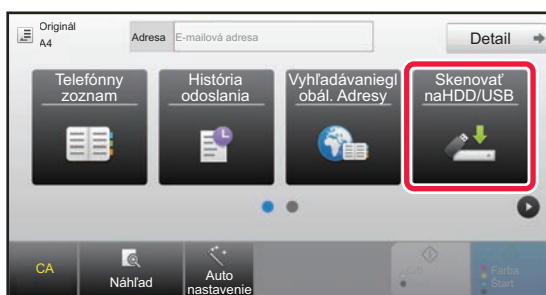 Originál
A4
Adresa
E-mailová adresa
Detail
Telefónny
zoznam
História
odoslania
Vyhľadávaniegl
obál. Adresy
Skenovať
naHDD/USB
CA
Náhľad
Auto
nastavenie
Farba
Štart